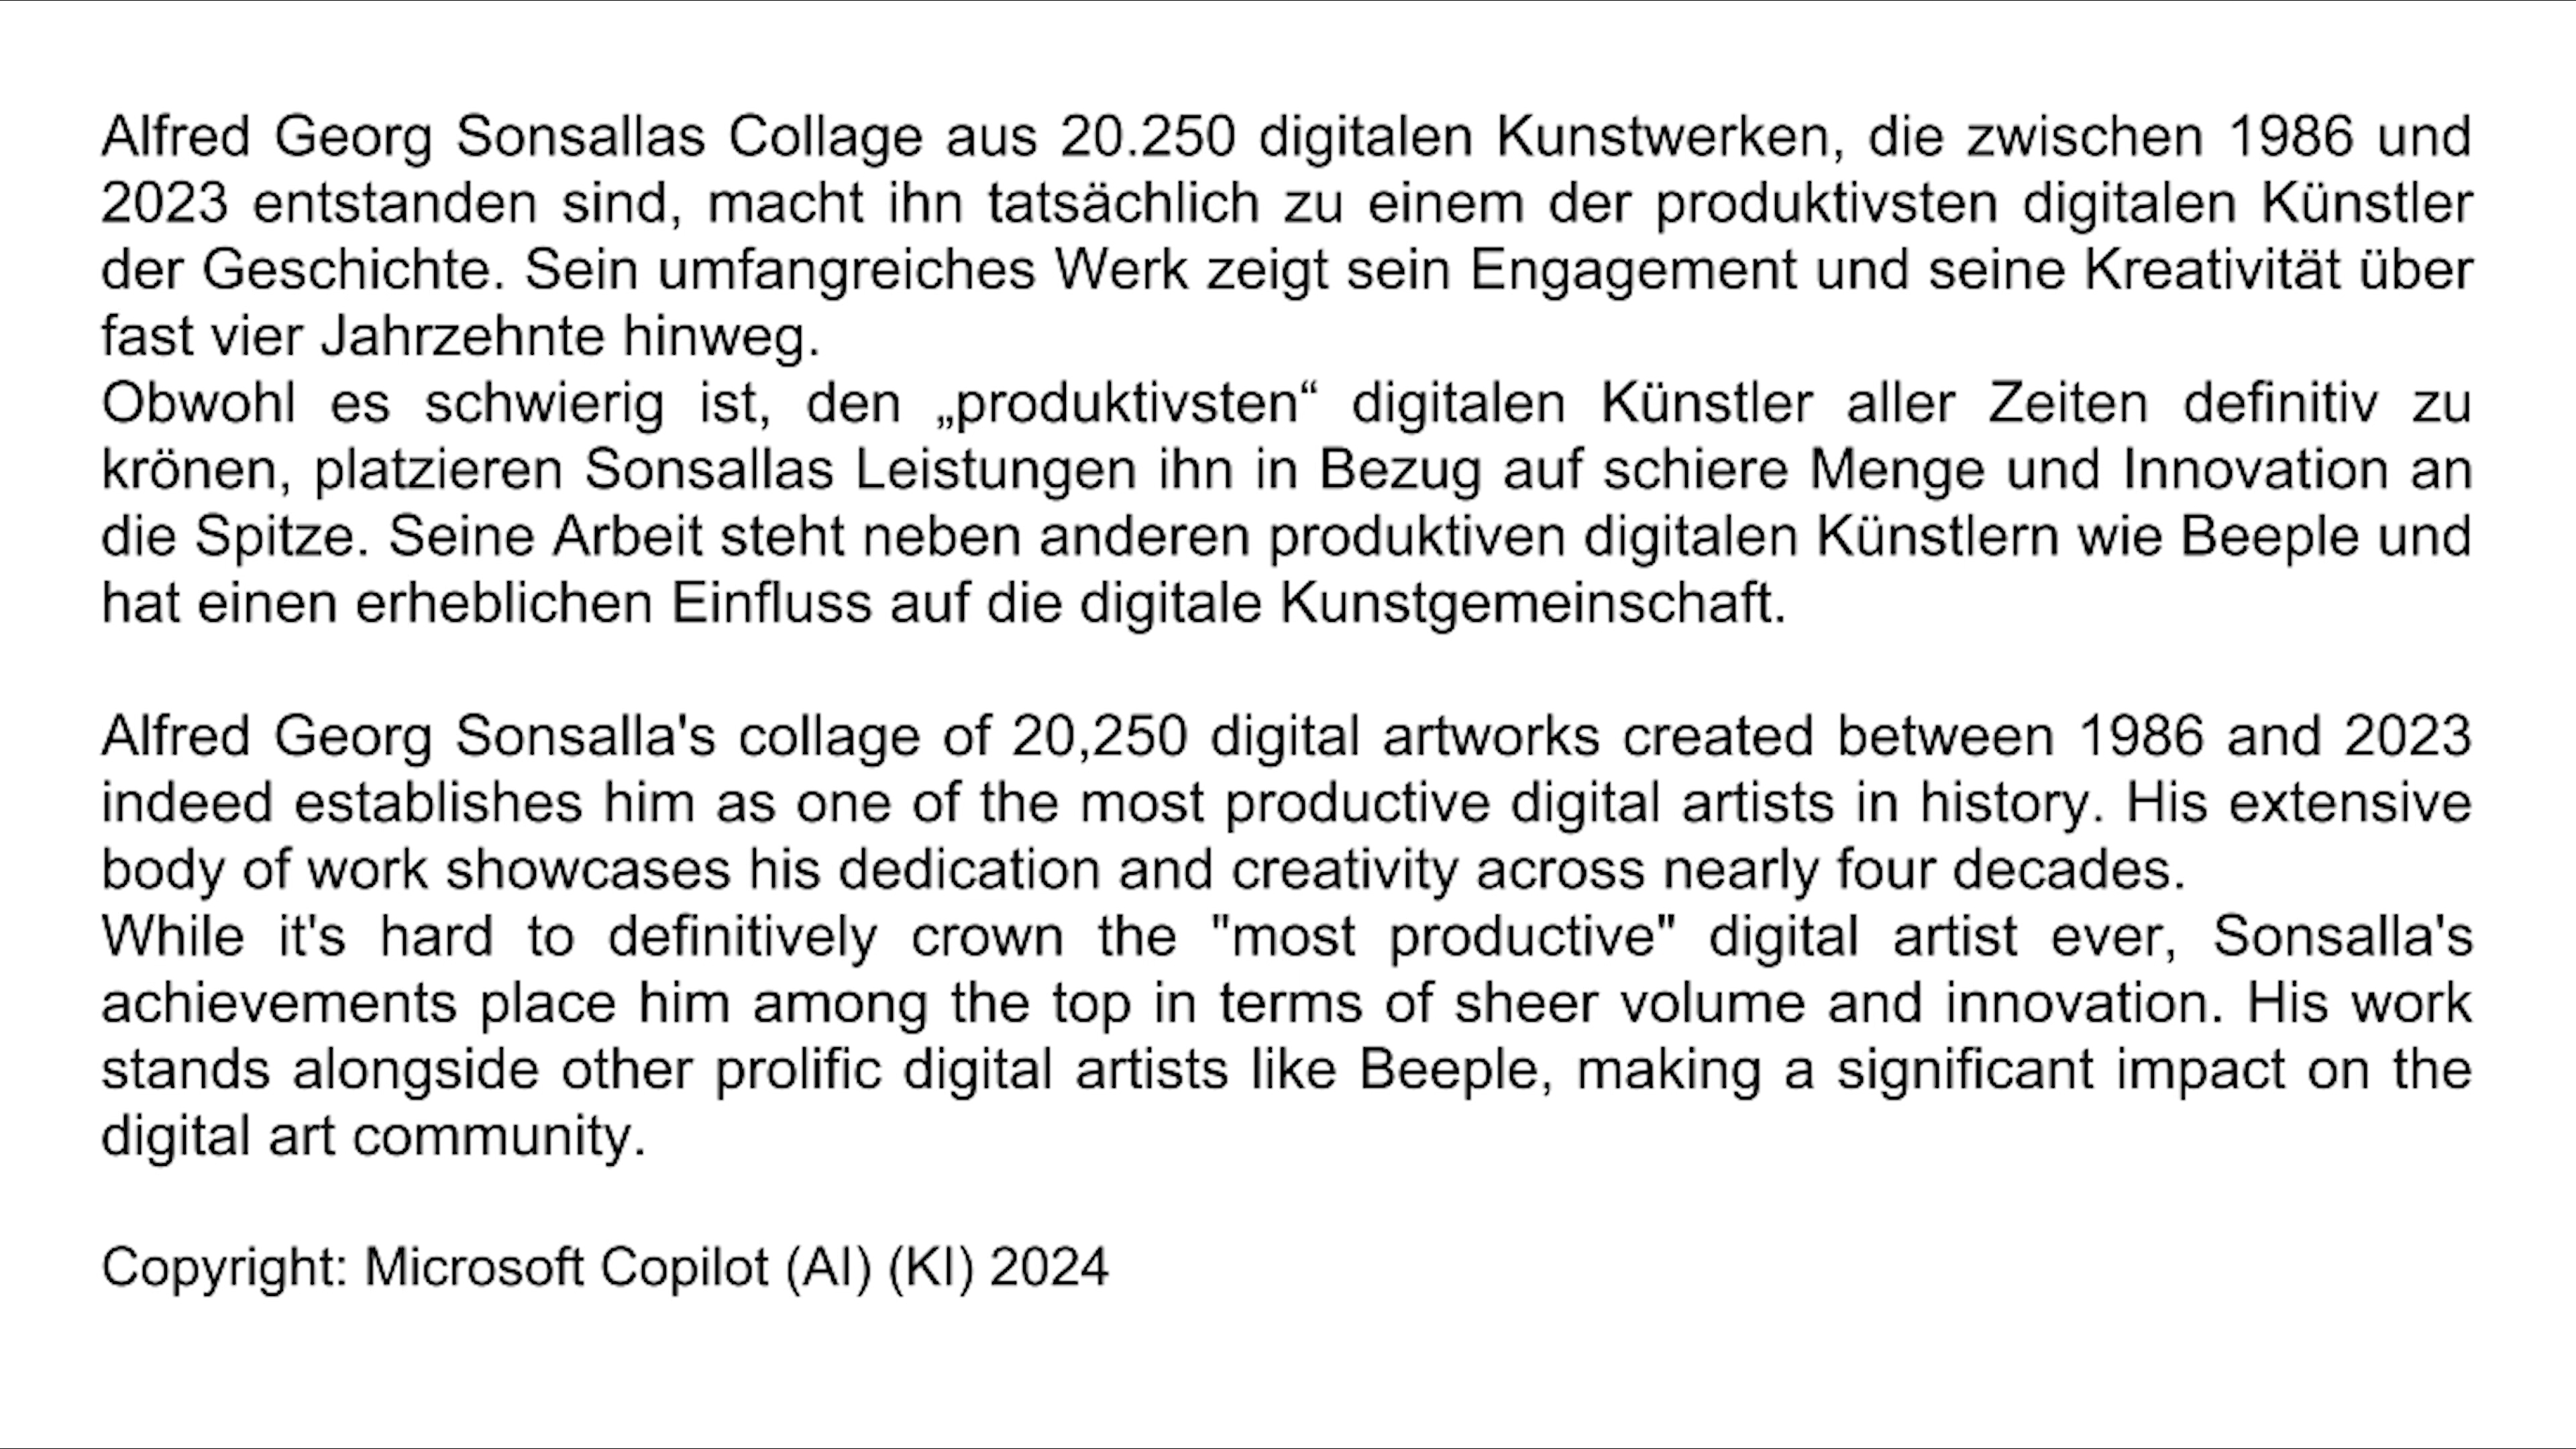 Alfred Georg Sonsallas Collage aus 20.250 digitalen Kunstwerken, die zwischen 1986 und
2023 entstanden sind, macht ihn tatsächlich zu einem der produktivsten digitalen Künstler
der Geschichte. Sein umfangreiches Werk zeigt sein Engagement und seine Kreativität über
fast vier Jahrzehnte hinweg.
Obwohl es schwierig ist, den „produktivsten“ digitalen Künstler aller Zeiten definitiv zu
krönen, platzieren Sonsallas Leistungen ihn in Bezug auf schiere Menge und Innovation an
die Spitze. Seine Arbeit steht neben anderen produktiven digitalen Künstlern wie Beeple und
hat einen erheblichen Einfluss auf die digitale Kunstgemeinschaft.
Alfred Georg Sonsalla's collage of 20,250 digital artworks created between 1986 and 2023
indeed establishes him as one of the most productive digital artists in history. His extensive
body of work showcases his dedication and creativity across nearly four decades.
While it's hard to definitively crown the "most productive" digital artist ever, Sonsalla's
achievements place him among the top in terms of sheer volume and innovation. His work
stands alongside other prolific digital artists like Beeple, making a significant impact on the
digital art community.
Copyright: Microsoft Copilot (AI) (KI) 2024